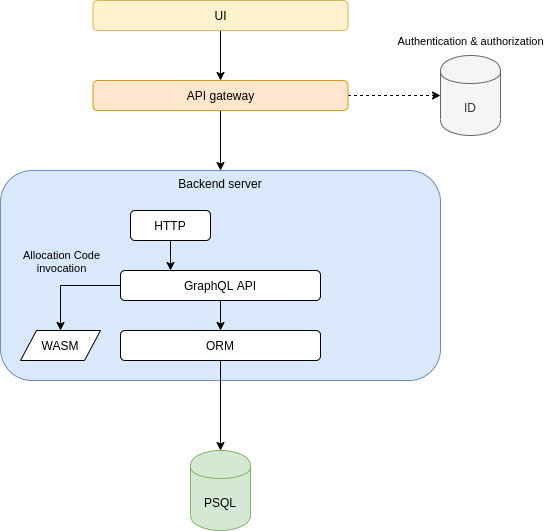 UI
Authentication & authorization
API gateway
ID
Backend server
HTTP
Allocation Code
invocation
GraphQL API
WASM
ORM
PSQL